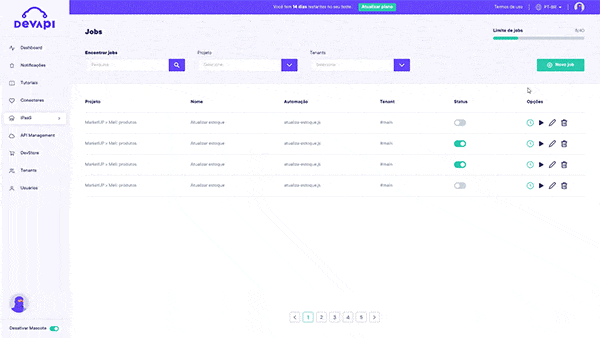 DEVAPI
Você tem 14 dias restantes no seu teste
Atualizar plano
Termos de uso
PT-BR
Dashboard
Notificações
Tutoriais
Conectores
iPaaS
API Management
DevStore
Tenants
Usuários
Desativar Mascote
Jobs
Limite de jobs
Encontrar jobs
Projeto
Tenants
Pesquise
Selecione
Selecione
Novo job
Projeto Nome Automação Tenant Status Opções
MarketUP > Meli: produtos Atualizar estoque atualiza-estoque.js #main
MarketUP > Meli: produtos Atualizar estoque atualiza-estoque.js #main
MarketUP > Meli: produtos Atualizar estoque atualiza-estoque.js #main
MarketUP > Meli: produtos Atualizar estoque atualiza-estoque.js #main
< 1 2 3 4 5 >